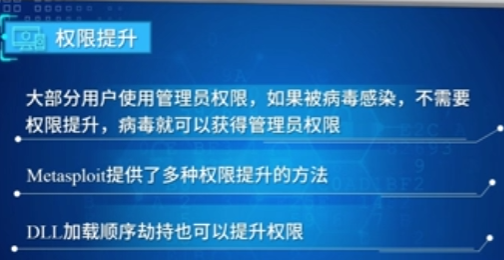 权限提升
大部分用户使用管理员权限，如果被病毒感染，不需要
权限提升，病毒就可以获得管理员权限
Metasploit提供了多种权限提升的方法
DLL加载顺序劫持也可以提升权限